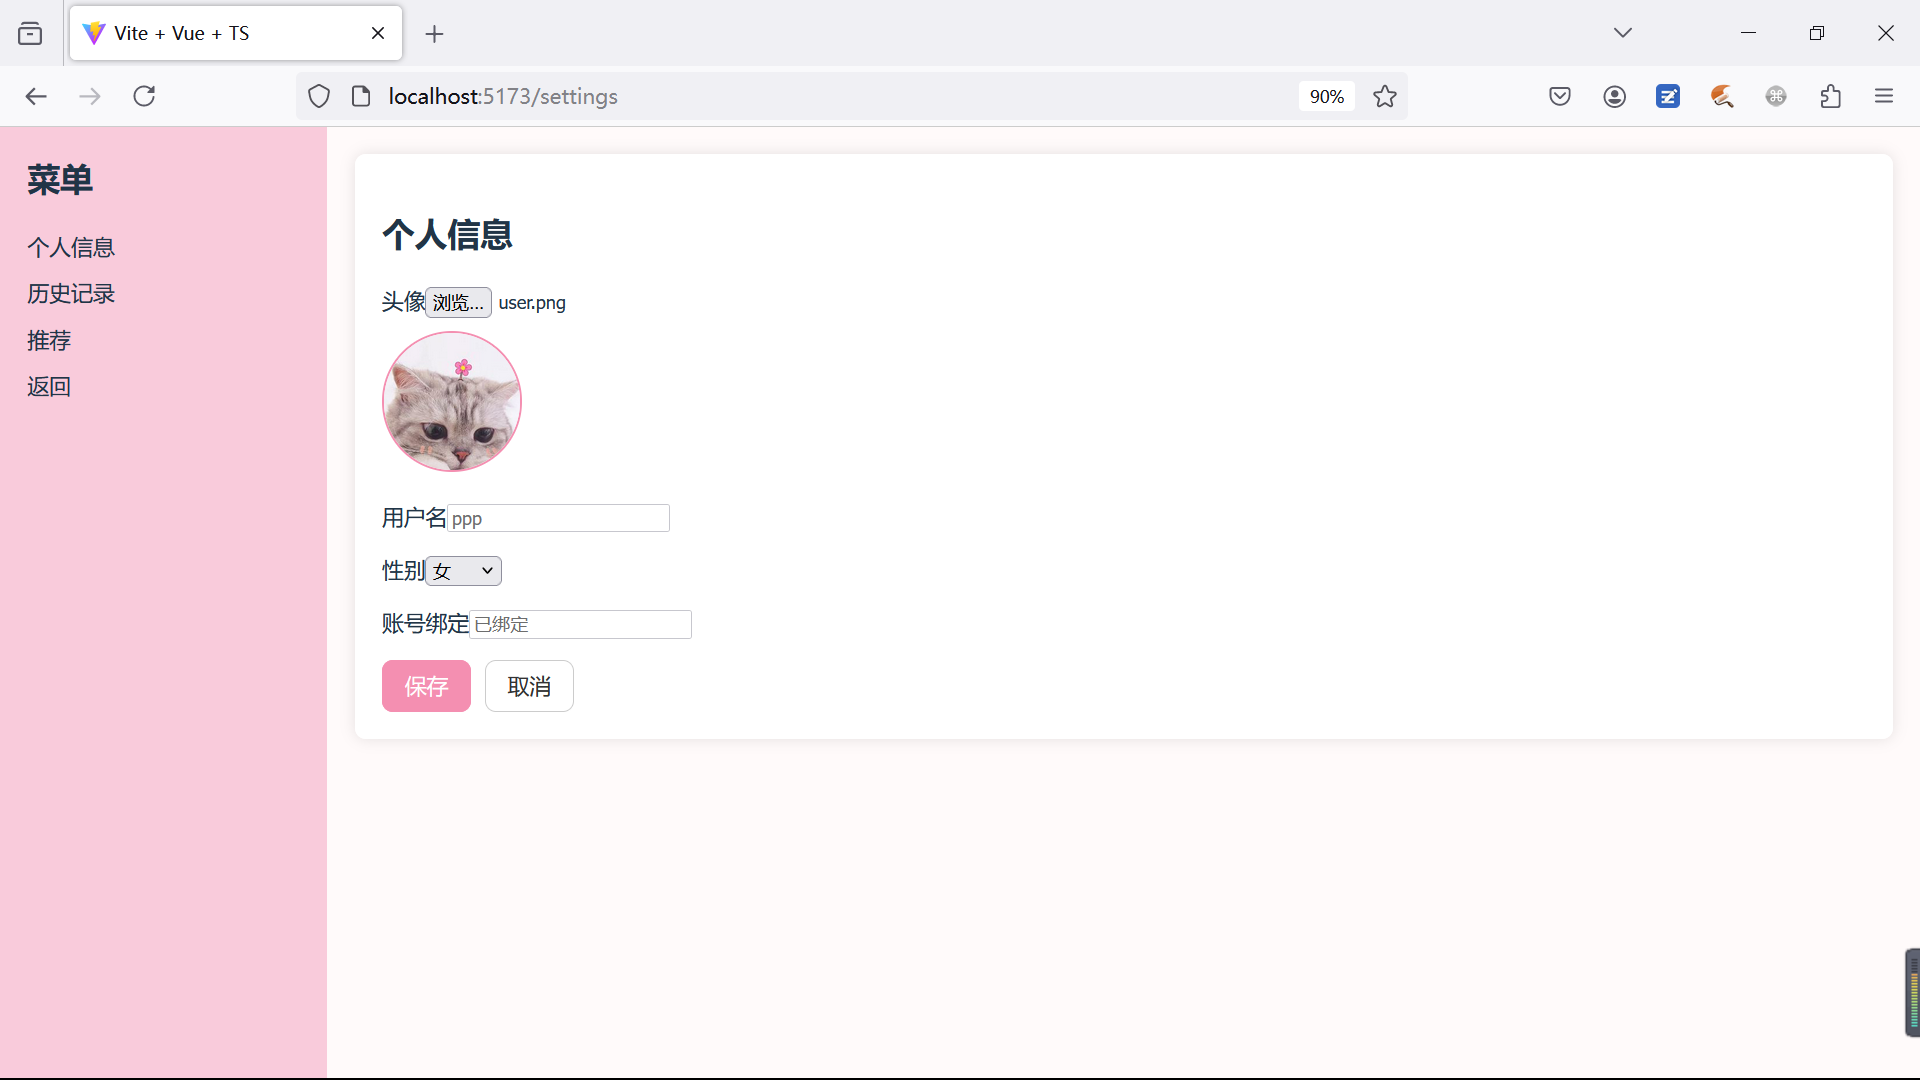 Vite + Vue + TS
localhost:5173/settings
90%
菜单
个人信息
历史记录
推荐
返回
个人信息
头像 浏览... user.png
用户名 ppp
性别 女
账号绑定 已绑定
保存 取消